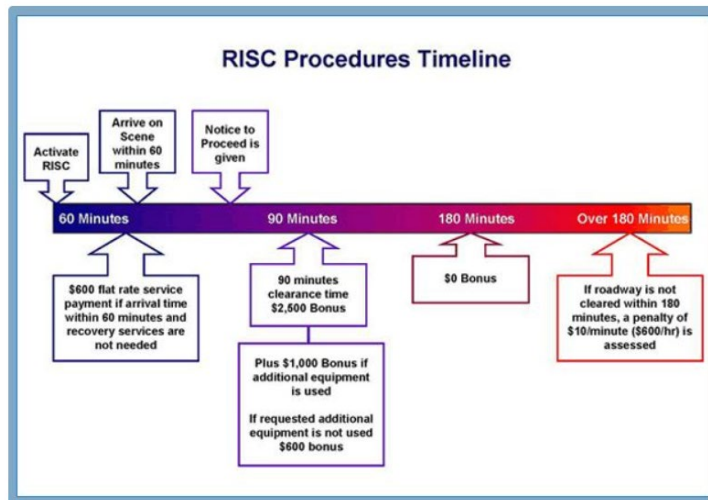 RISC Procedures Timeline
Activate
RISC
Arrive on
Scene within 60
minutes
Notice to
Proceed is
given
60 Minutes
90 Minutes
180 Minutes
Over 180 Minutes
$600 flat rate service
payment if arrival time
within 60 minutes and
recovery services are
not needed
90 minutes
clearance time
$2,500 Bonus
Plus $1,000 Bonus if
additional equipment
is used
If requested additional
equipment is not used
$600 bonus
$0 Bonus
If roadway is not
cleared within 180
minutes, a penalty of
$10/minute ($600/hr) is
assessed